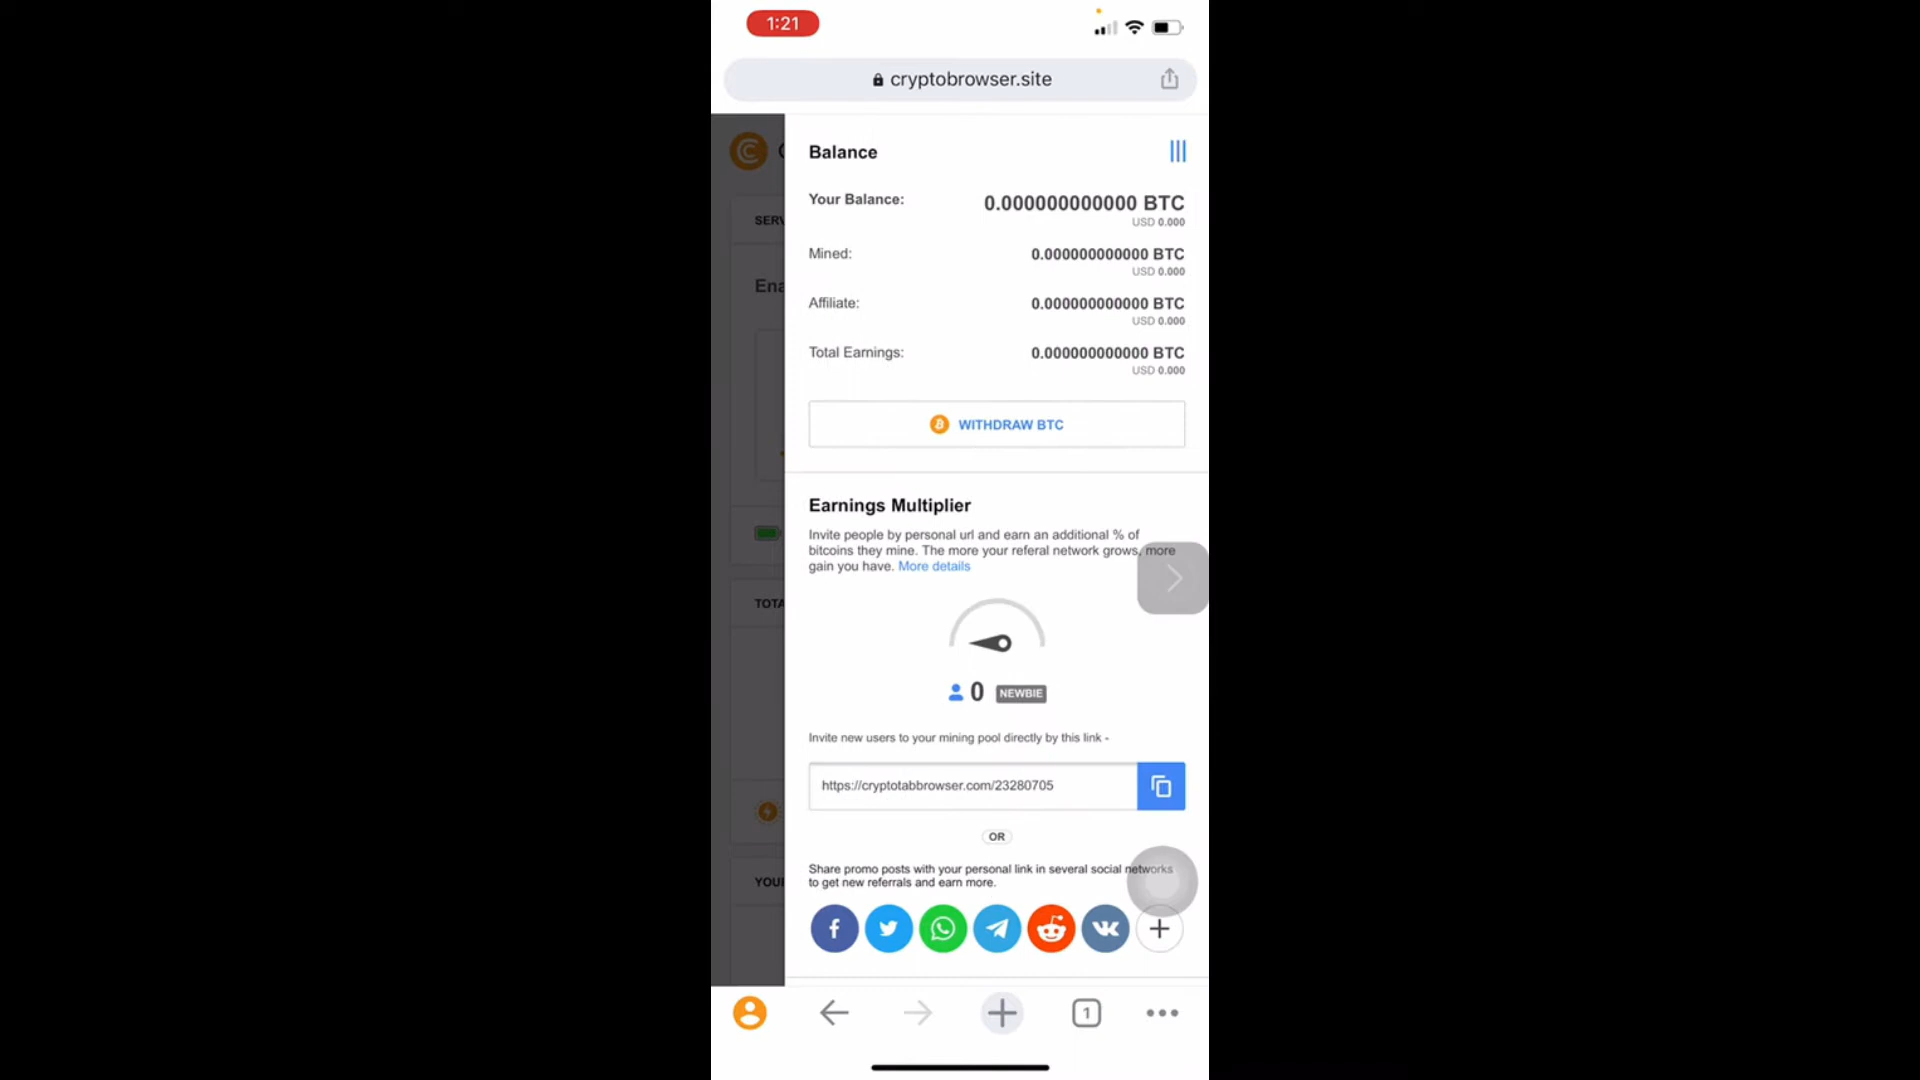 1:21
cryptobrowser.site
Balance
Your Balance: 0.000000000000 BTC
USD 0.000
Mined: 0.000000000000 BTC
USD 0.000
Affiliate: 0.000000000000 BTC
USD 0.000
Total Earnings: 0.000000000000 BTC
USD 0.000
WITHDRAW BTC
Earnings Multiplier
Invite people by personal url and earn an additional % of
bitcoins they mine. The more your referal network grows, more
gain you have. More details
0 NEWBIE
Invite new users to your mining pool directly by this link -
https://cryptotabbrowser.com/23280705
OR
Share promo posts with your personal link in several social networks
to get new referrals and earn more.
SERV
Ena
TOTA
YOU
1